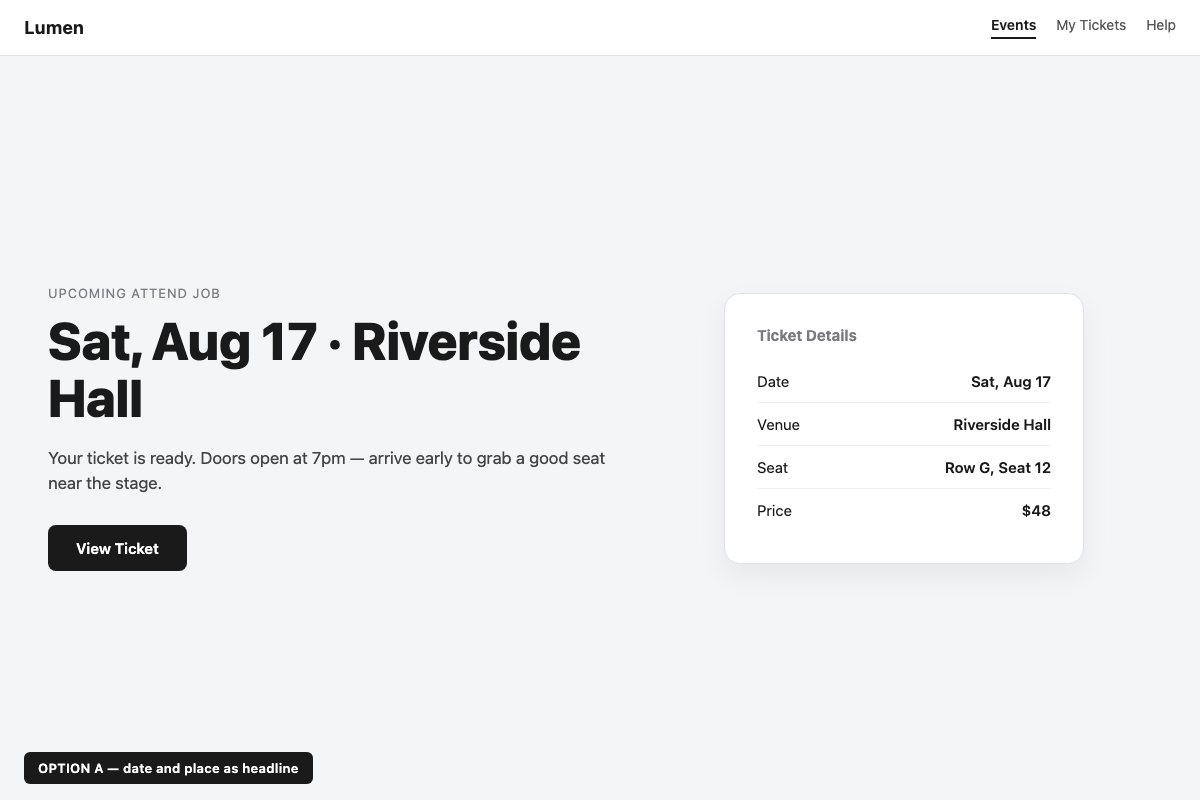 Lumen
Events
My Tickets
Help
UPCOMING ATTEND JOB
Sat, Aug 17 · Riverside
Hall
Your ticket is ready. Doors open at 7pm — arrive early to grab a good seat
near the stage.
View Ticket
Ticket Details
Date Sat, Aug 17
Venue Riverside Hall
Seat Row G, Seat 12
Price $48
OPTION A — date and place as headline